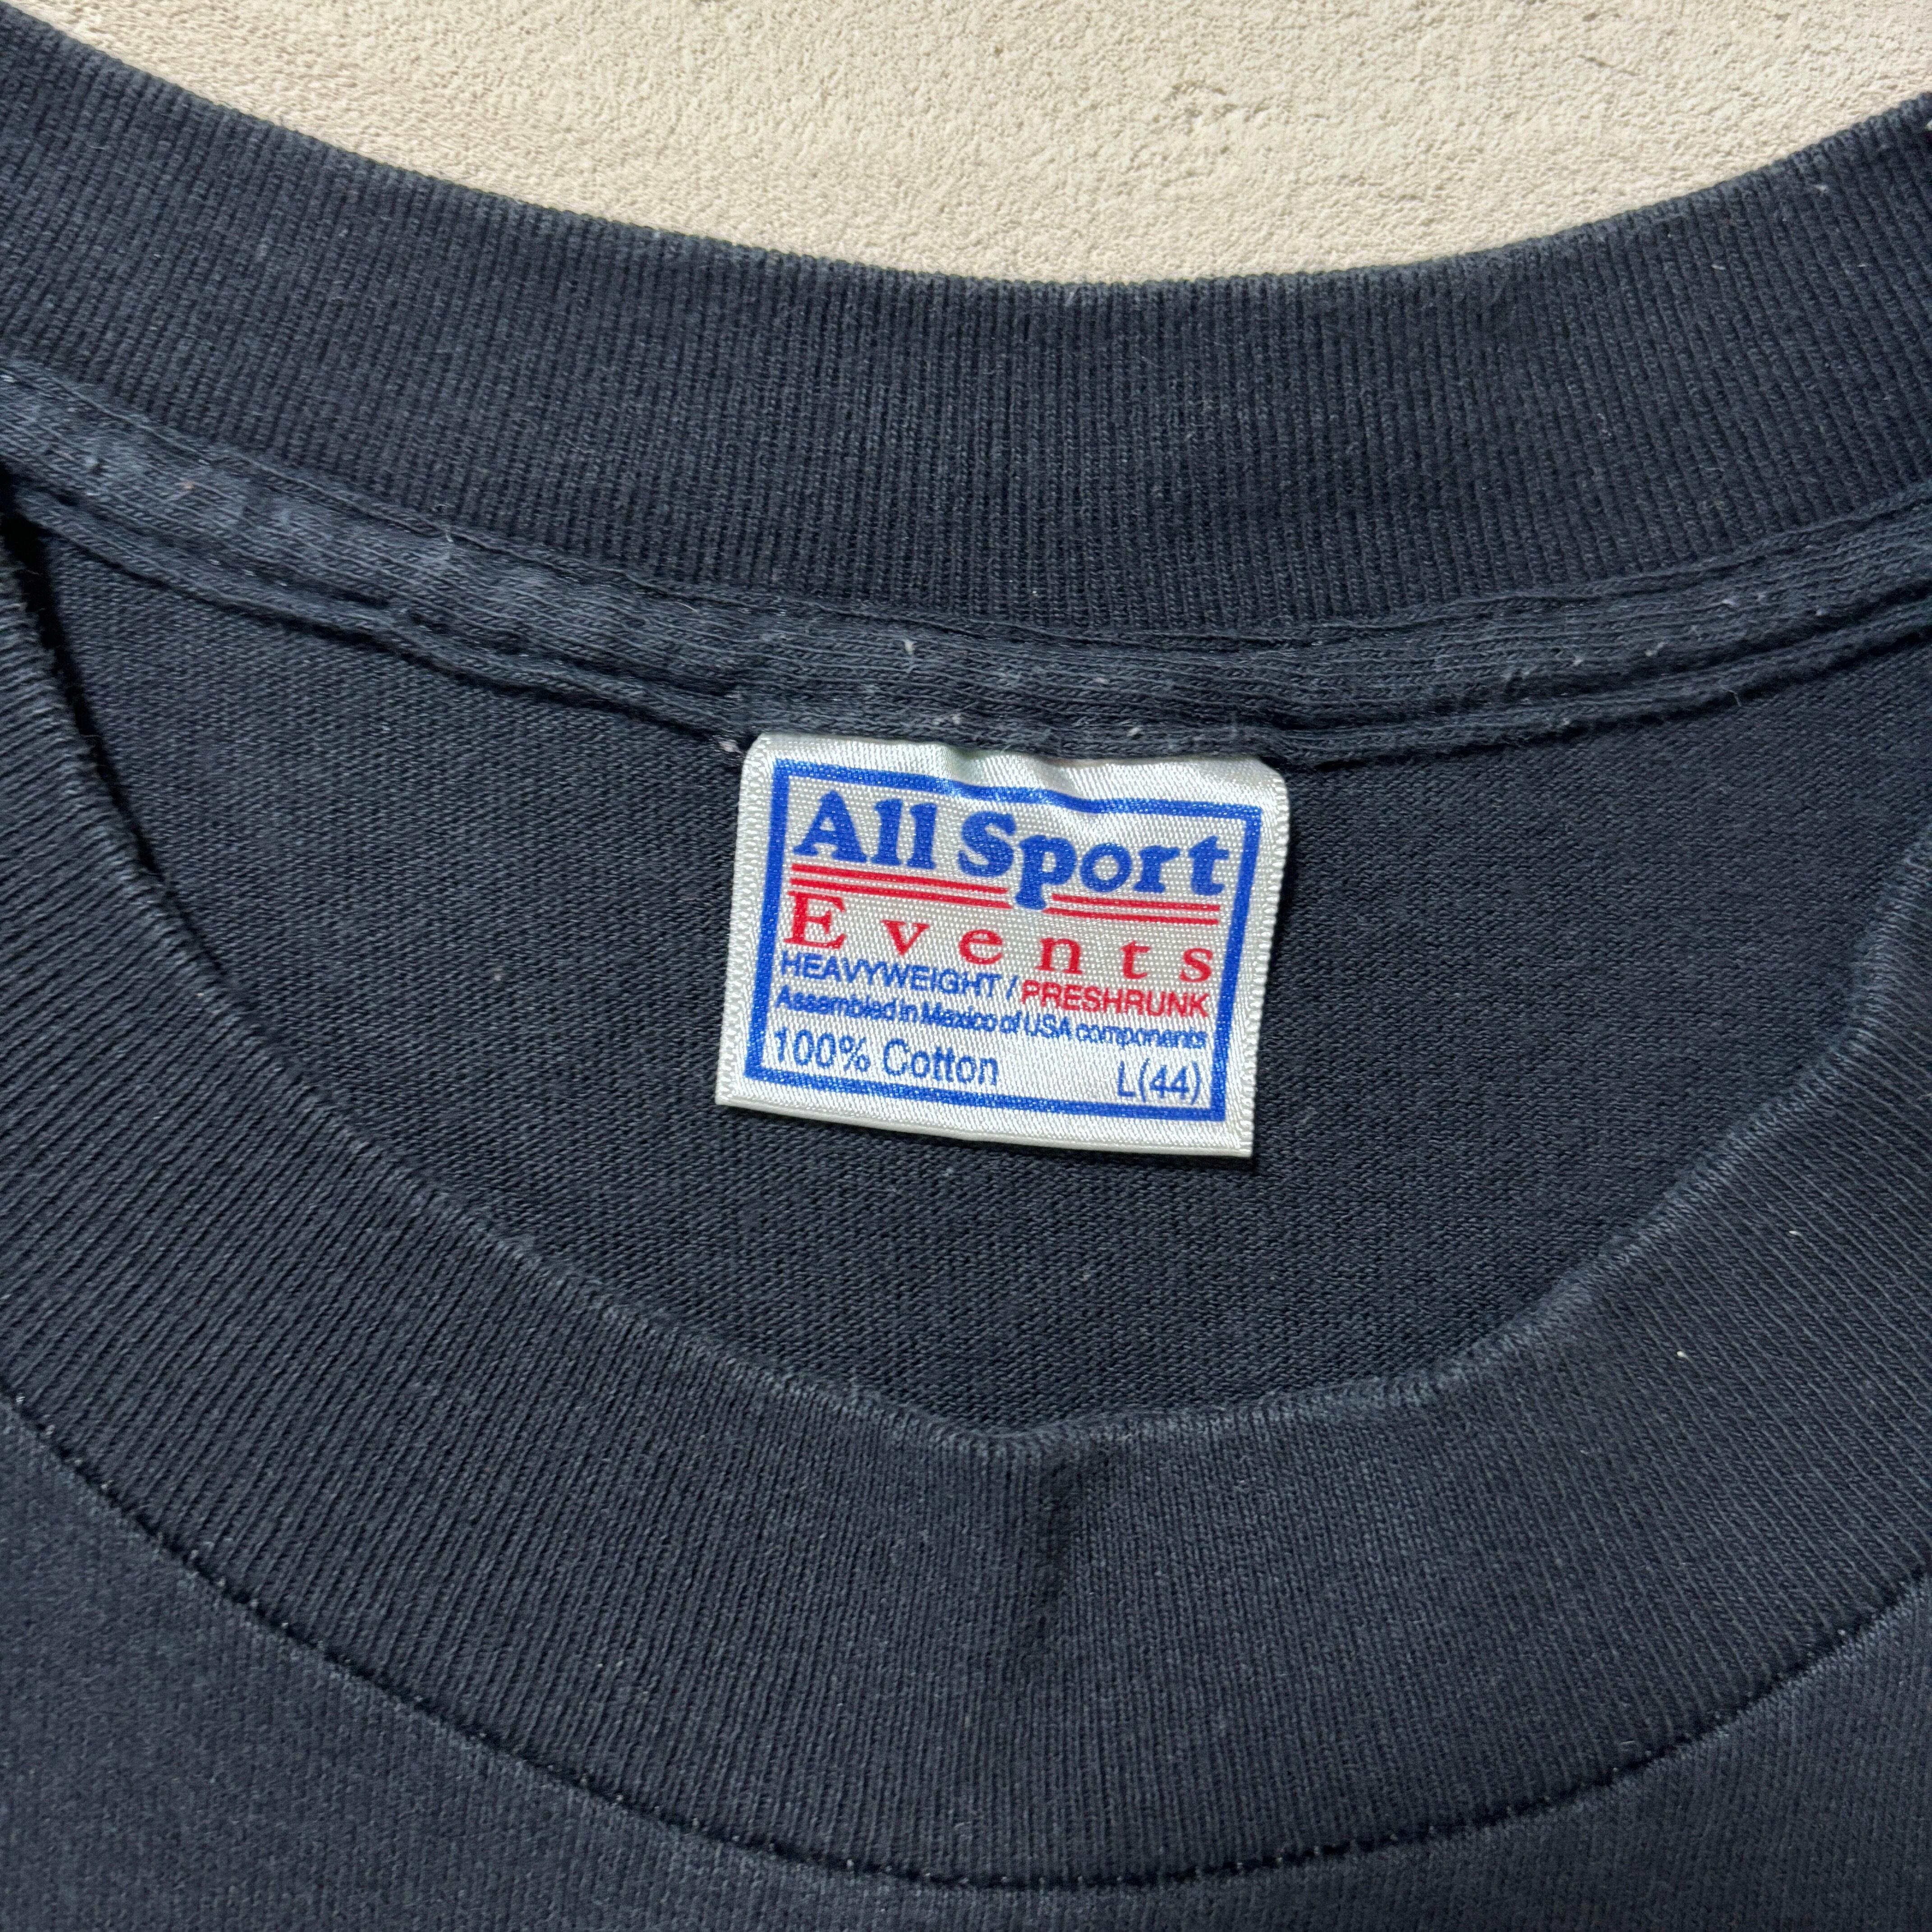 All Sport
Events
HEAVYWEIGHT / PRESHRUNK
Assembled in Mexico of USA components
100% Cotton L(44)